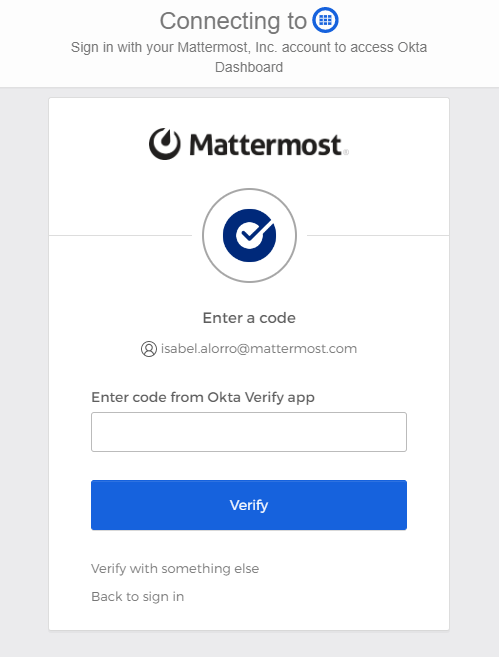 Connecting to
Sign in with your Mattermost, Inc. account to access Okta
Dashboard
Mattermost
Enter a code
isabel.alorro@mattermost.com
Enter code from Okta Verify app
Verify
Verify with something else
Back to sign in